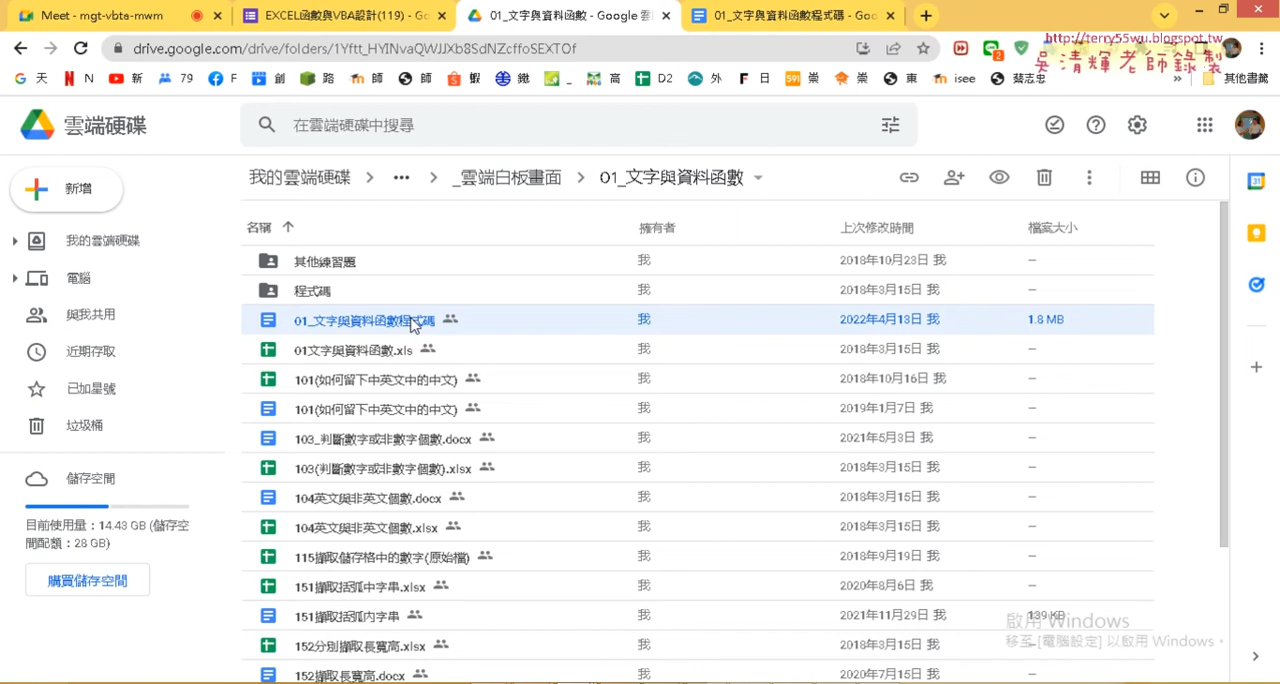 Meet - mgt-vbta-mwm
EXCEL函數與VBA設計(119) - Go
01_文字與資料函數 - Google 雲
01_文字與資料函數程式碼 - Goo
drive.google.com/drive/folders/1Yftt_HYINvaQWJJXb8SdNZcffoSEXTOf
http://terry55wu.blogspot.tw
吳清輝老師錄製
天 N 新 79 F 創 路 師 師 蝦 鐵 _ 高 D2 外 日 崇 崇 東 isee 蔡志忠 » 其他書籤
雲端硬碟
在雲端硬碟中搜尋
新增
我的雲端硬碟 > ••• > _雲端白板畫面 > 01_文字與資料函數
我的雲端硬碟
電腦
與我共用
近期存取
已加星號
垃圾桶
儲存空間
目前使用量：14.43 GB (儲存空
間配額：28 GB)
購買儲存空間
名稱 擁有者 上次修改時間 檔案大小
其他練習題 我 2018年10月23日 我 –
程式碼 我 2018年3月15日 我 –
01_文字與資料函數程式碼 我 2022年4月13日 我 1.8 MB
01文字與資料函數.xls 我 2018年3月15日 我 –
101(如何留下中英文中的中文) 我 2018年10月16日 我 –
101(如何留下中英文中的中文) 我 2019年1月7日 我 –
103_判斷數字或非數字個數.docx 我 2021年5月3日 我 –
103(判斷數字或非數字個數).xlsx 我 2018年3月15日 我 –
104英文與非英文個數.docx 我 2018年3月15日 我 –
104英文與非英文個數.xlsx 我 2018年3月15日 我 –
115擷取儲存格中的數字(原始檔) 我 2018年9月19日 我 –
151擷取括弧中字串.xlsx 我 2020年8月6日 我 –
151擷取括弧內字串 我 2021年11月29日 我 139 KB
152分別擷取長寬高.xlsx 我 2018年3月15日 我 –
152擷取長寬高.docx 我 2020年7月15日 我 –
啟用 Windows
移至 [電腦設定] 以啟用 Windows。